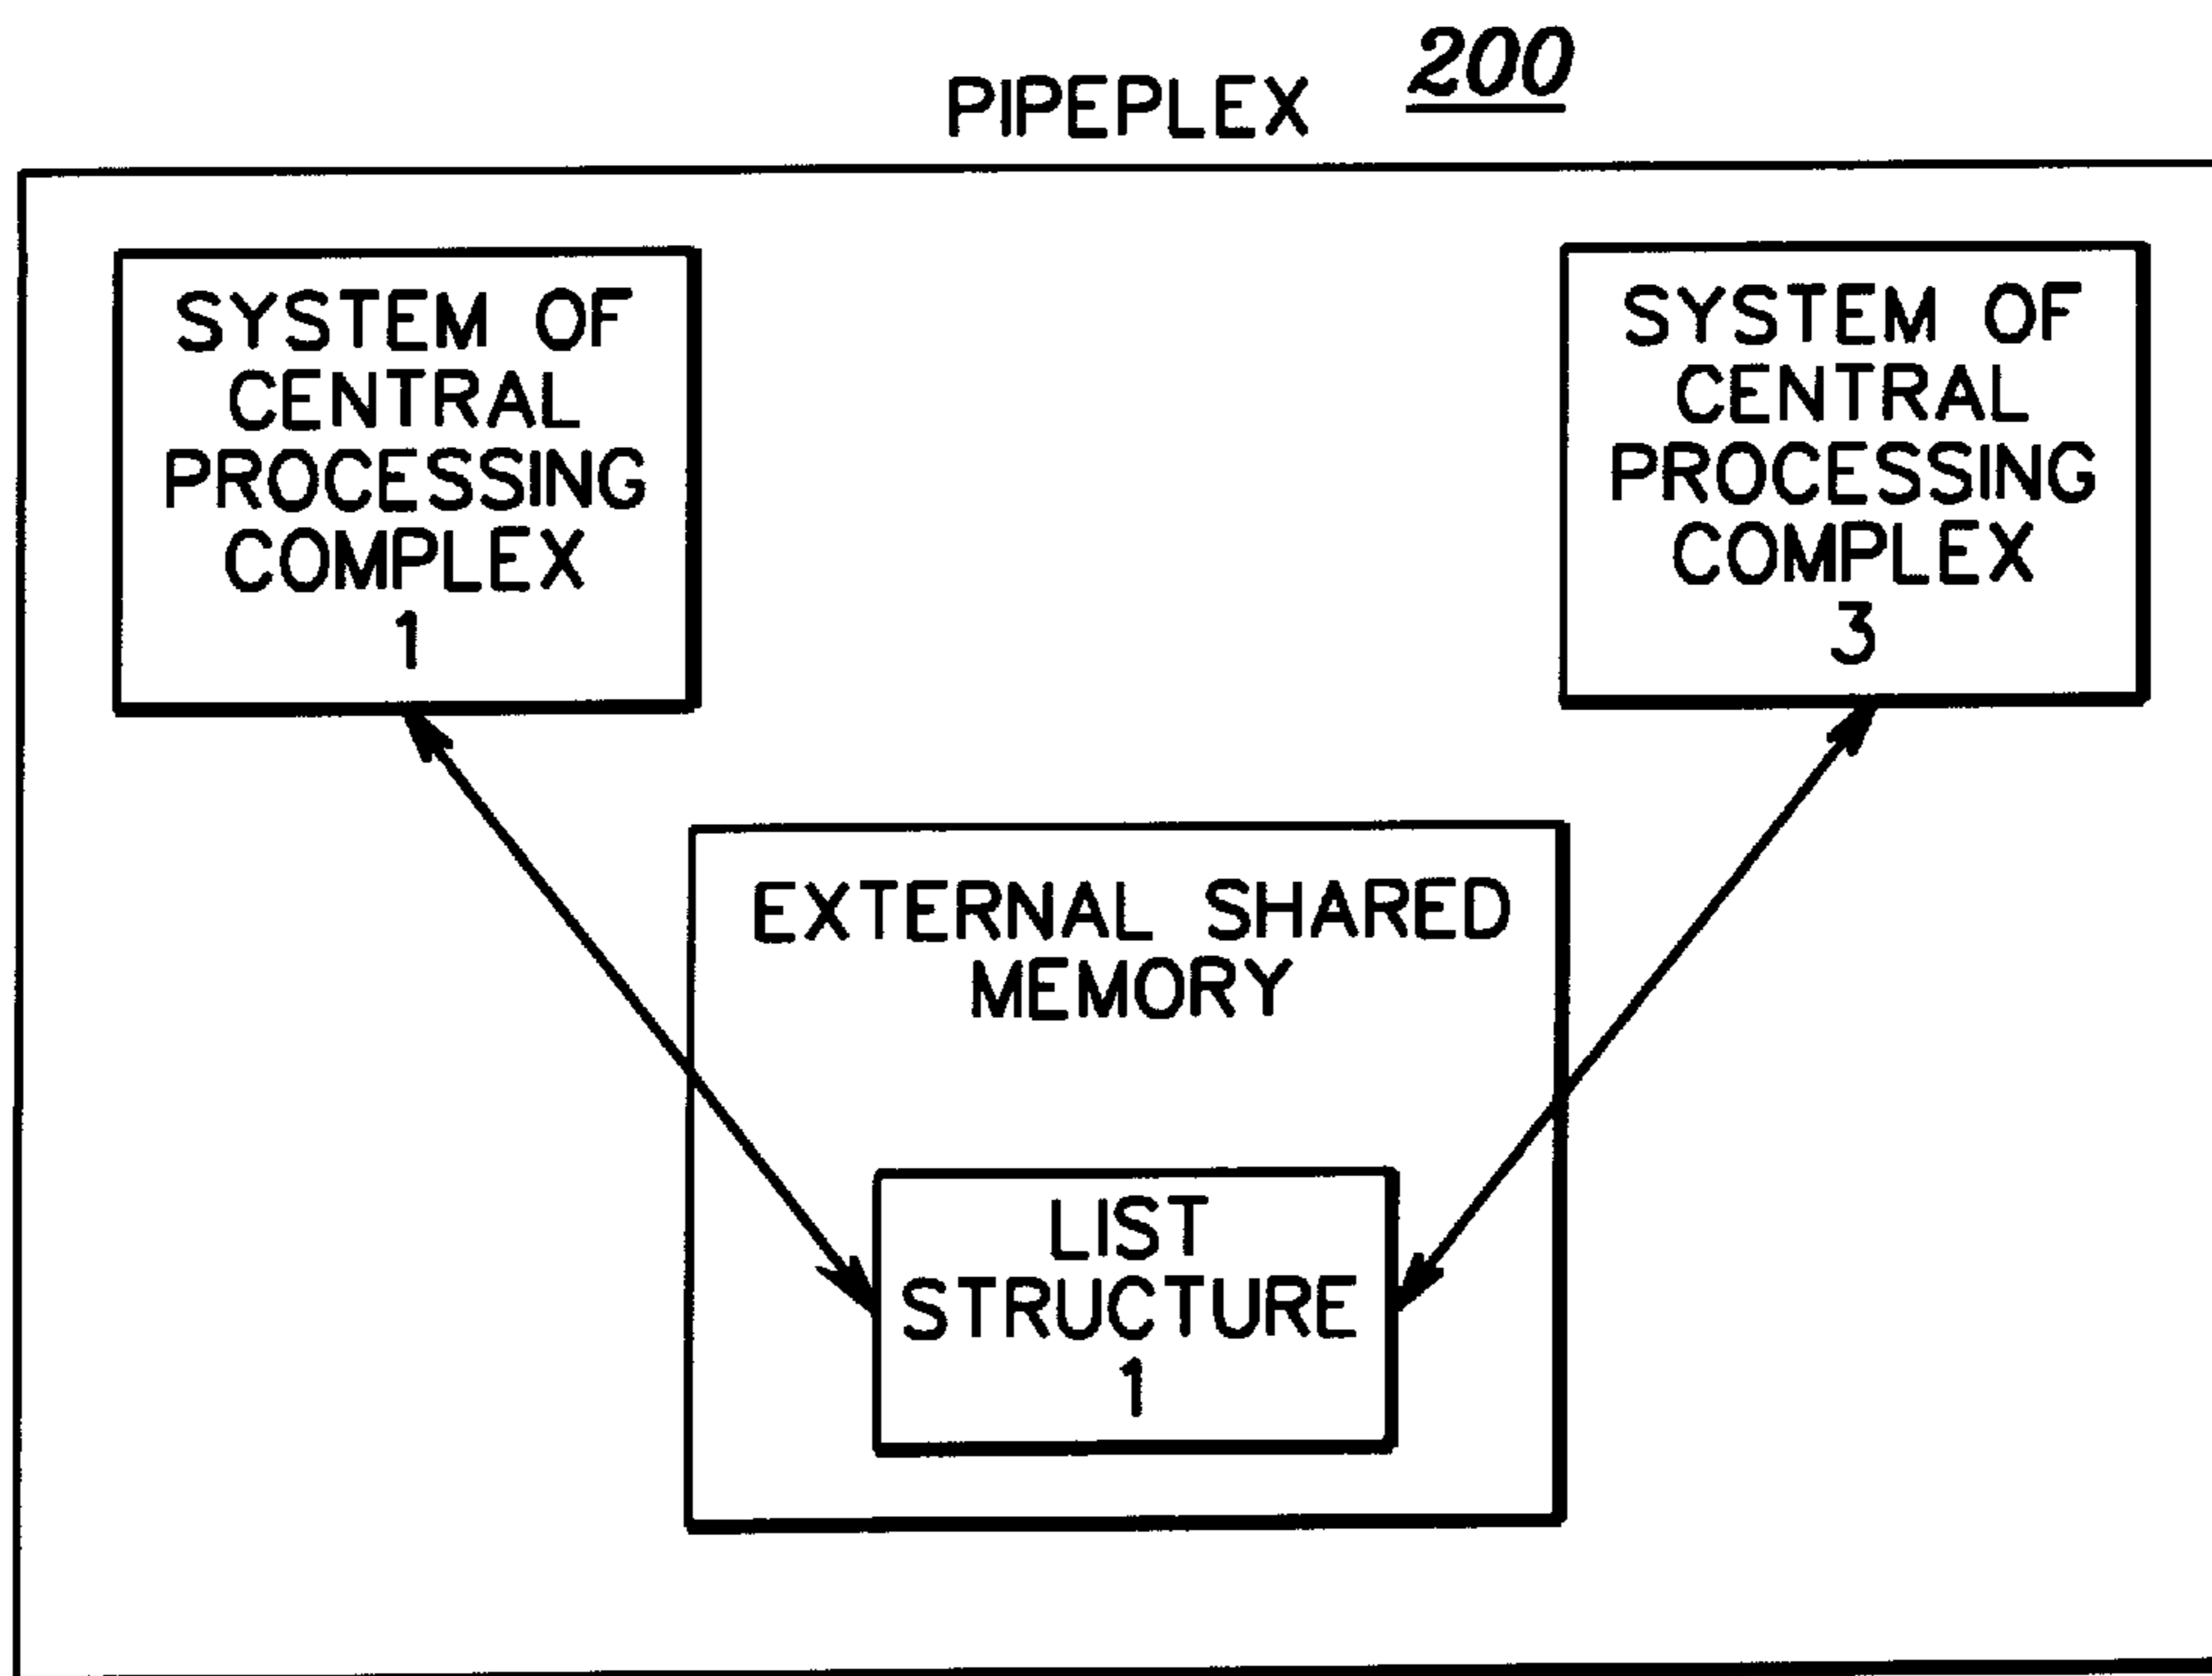 PIPEPLEX 200
SYSTEM OF
CENTRAL
PROCESSING
COMPLEX
1
SYSTEM OF
CENTRAL
PROCESSING
COMPLEX
3
EXTERNAL SHARED
MEMORY
LIST
STRUCTURE
1